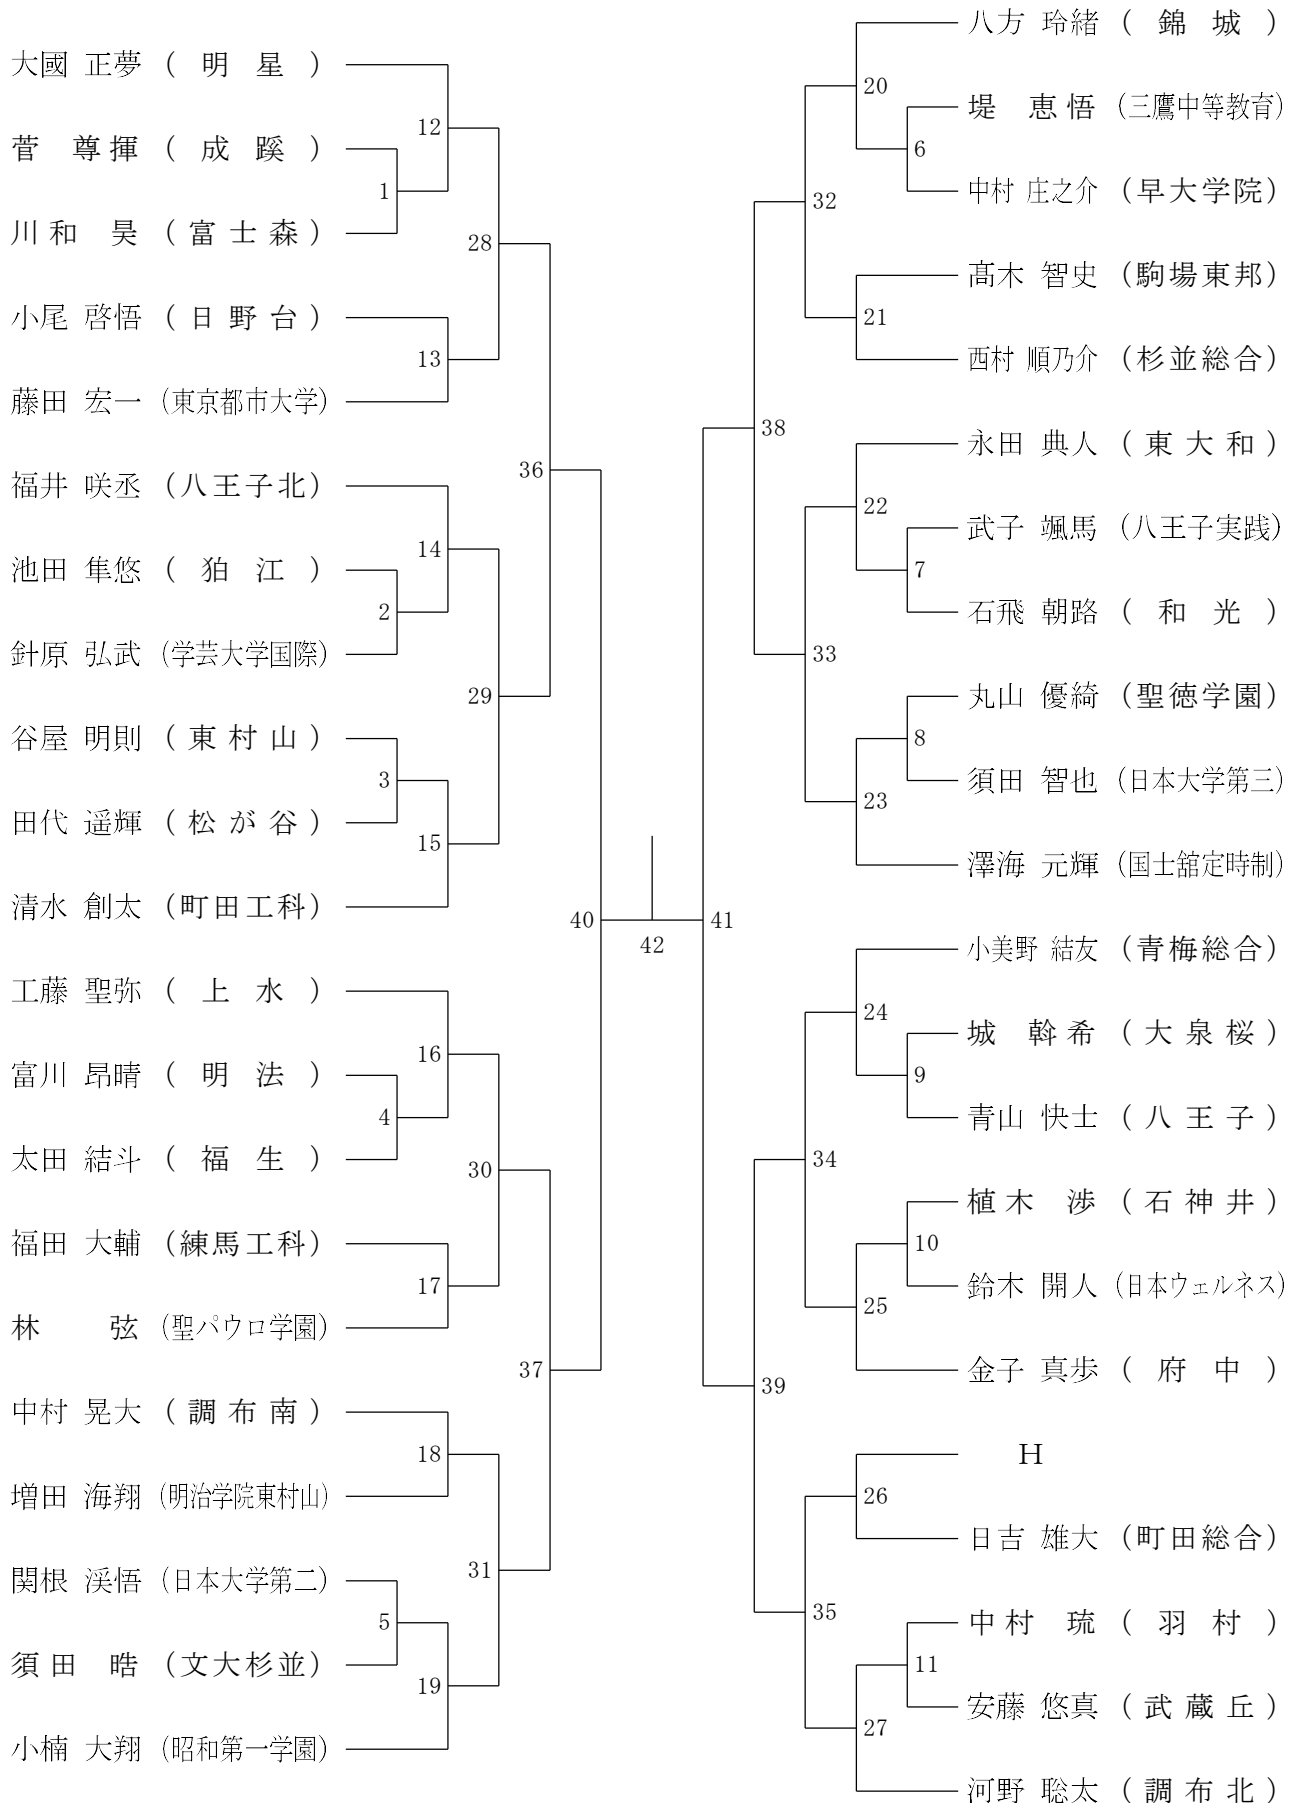 大國 正夢 ( 明 星 )
菅 尊揮 ( 成 蹊 )
川和 昊 ( 富士森 )
小尾 啓悟 ( 日野台 )
藤田 宏一 (東京都市大学)
福井 咲丞 (八王子北)
池田 隼悠 ( 狛 江 )
針原 弘武 (学芸大学国際)
谷屋 明則 ( 東村山 )
田代 遥輝 ( 松が谷 )
清水 創太 (町田工科)
工藤 聖弥 ( 上 水 )
富川 昂晴 ( 明 法 )
太田 結斗 ( 福 生 )
福田 大輔 (練馬工科)
林 弦 (聖パウロ学園)
中村 晃大 ( 調布南 )
増田 海翔 (明治学院東村山)
関根 渓悟 (日本大学第二)
須田 晧 (文大杉並)
小楠 大翔 (昭和第一学園)
1
2
3
4
5
12
13
14
15
16
17
18
19
28
29
30
31
36
37
40
42
41
38
39
32
33
34
35
20
21
22
23
24
25
26
27
6
7
8
9
10
11
八方 玲緒 ( 錦 城 )
堤 恵悟 (三鷹中等教育)
中村 庄之介 (早大学院)
髙木 智史 (駒場東邦)
西村 順乃介 (杉並総合)
永田 典人 ( 東大和 )
武子 颯馬 (八王子実践)
石飛 朝路 ( 和 光 )
丸山 優綺 (聖徳学園)
須田 智也 (日本大学第三)
澤海 元輝 (国士舘定時制)
小美野 結友 (青梅総合)
城 斡希 ( 大泉桜 )
青山 快士 ( 八王子 )
植木 渉 ( 石神井 )
鈴木 開人 (日本ウェルネス)
金子 真歩 ( 府 中 )
H
日吉 雄大 (町田総合)
中村 琉 ( 羽 村 )
安藤 悠真 ( 武蔵丘 )
河野 聡太 ( 調布北 )